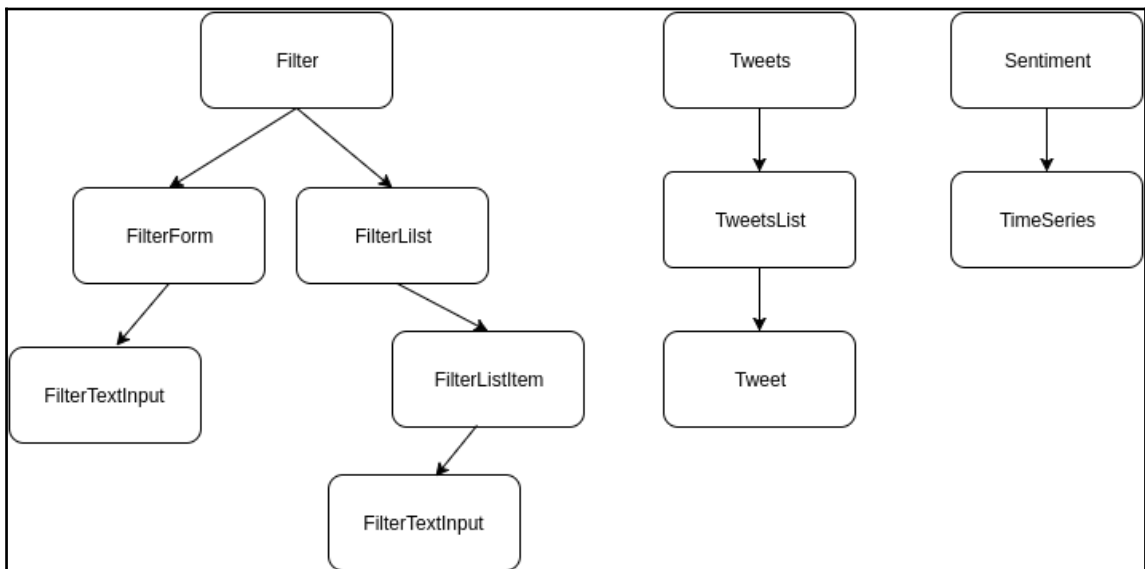 Filter
Tweets
Sentiment
FilterForm
FilterLilst
TweetsList
TimeSeries
FilterTextInput
FilterListItem
Tweet
FilterTextInput